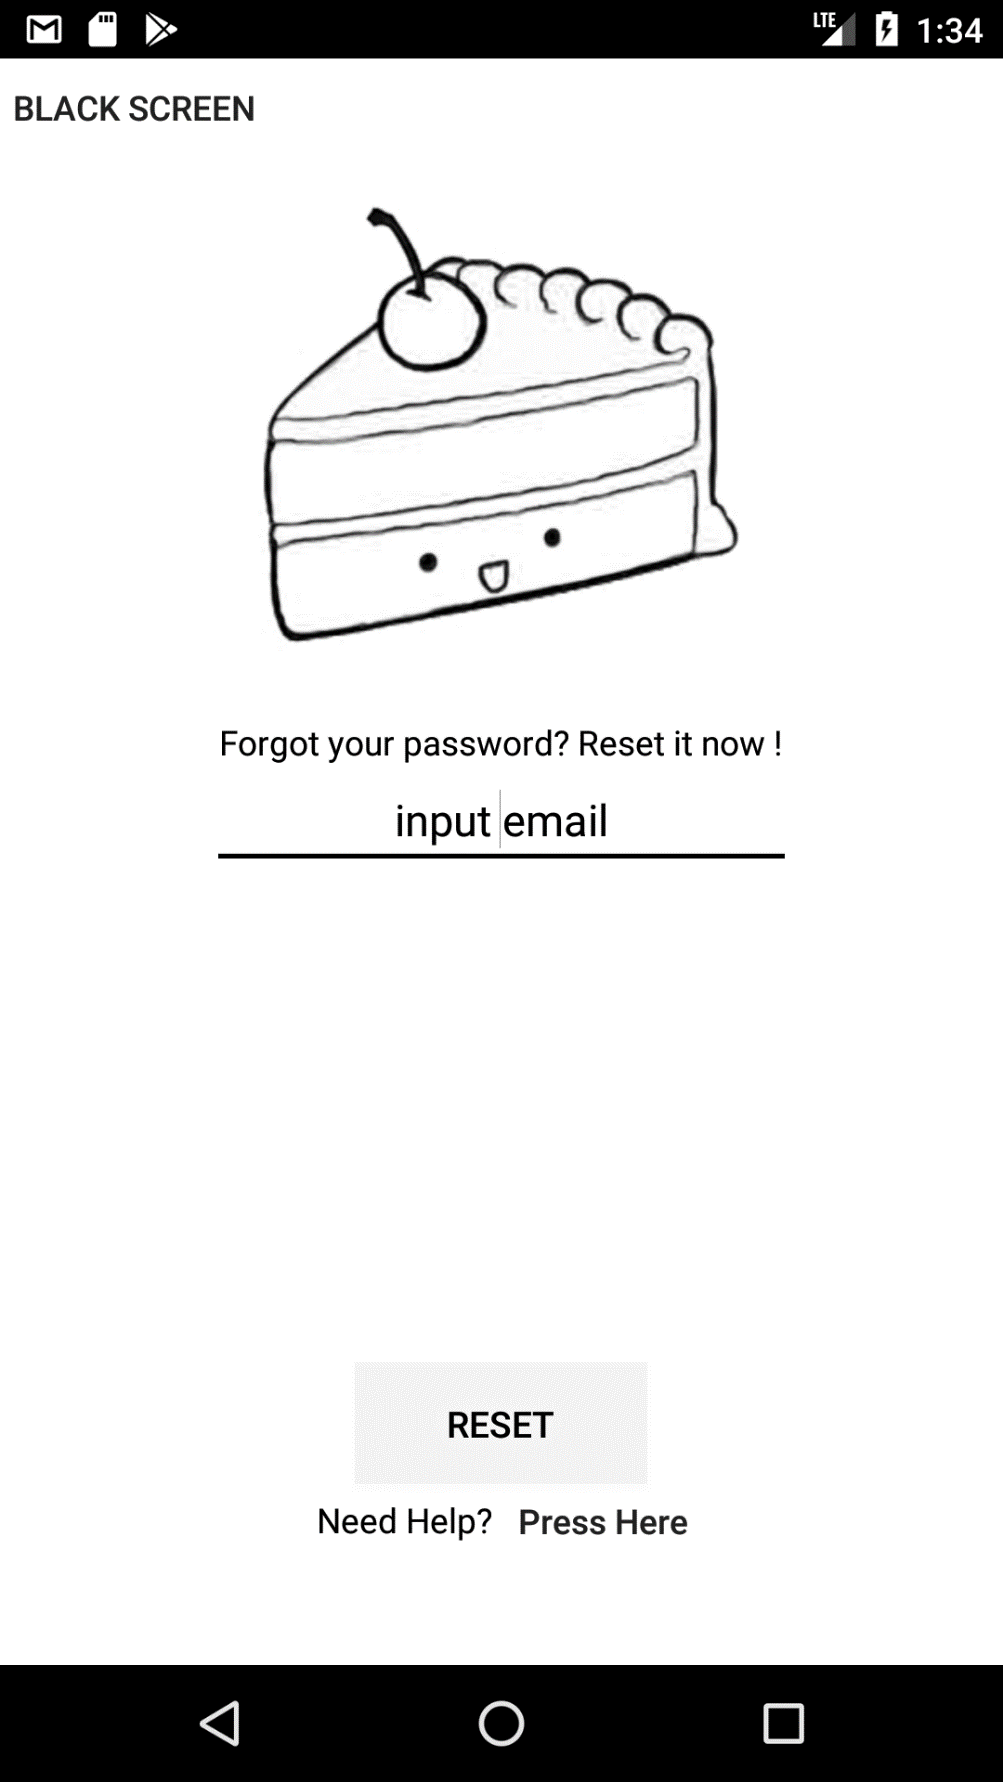 LTE 1:34
BLACK SCREEN
Forgot your password? Reset it now !
input email
RESET
Need Help? Press Here